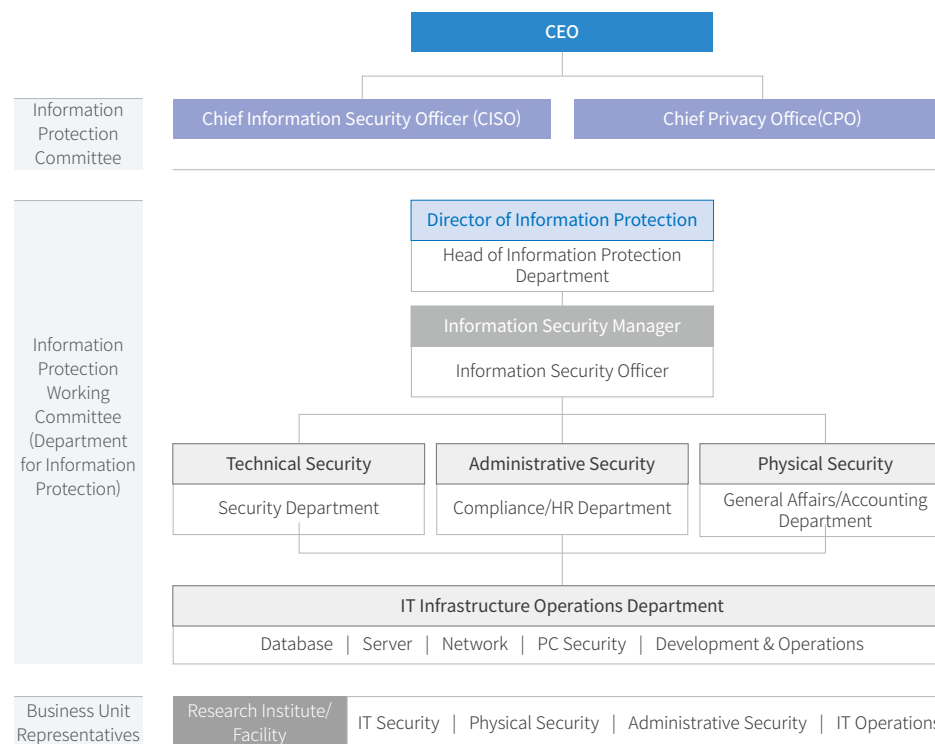 CEO
Information
Protection
Committee
Chief Information Security Officer (CISO)
Chief Privacy Office(CPO)
Information
Protection
Working
Committee
(Department
for Information
Protection)
Director of Information Protection
Head of Information Protection
Department
Information Security Manager
Information Security Officer
Technical Security
Security Department
Administrative Security
Compliance/HR Department
Physical Security
General Affairs/Accounting
Department
IT Infrastructure Operations Department
Database | Server | Network | PC Security | Development & Operations
Business Unit
Representatives
Research Institute/
Facility
IT Security | Physical Security | Administrative Security | IT Operations